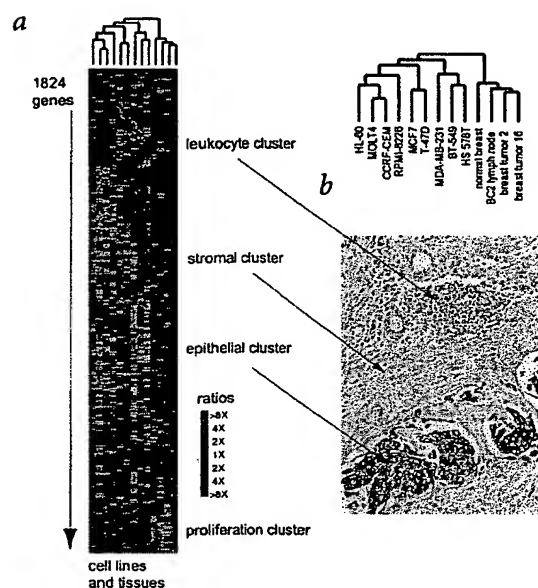 a
1824
genes
leukocyte cluster
stromal cluster
epithelial cluster
ratios
>8X
4X
2X
1X
2X
4X
>8X
proliferation cluster
cell lines
and tissues
HL-60
MOLT4
CCRF-CEM
RPMI-8226
MCF7
T-47D
MDA-MB-231
BT-549
HS 578T
normal breast
BC2 lymph node
breast tumor 2
breast tumor 16
b